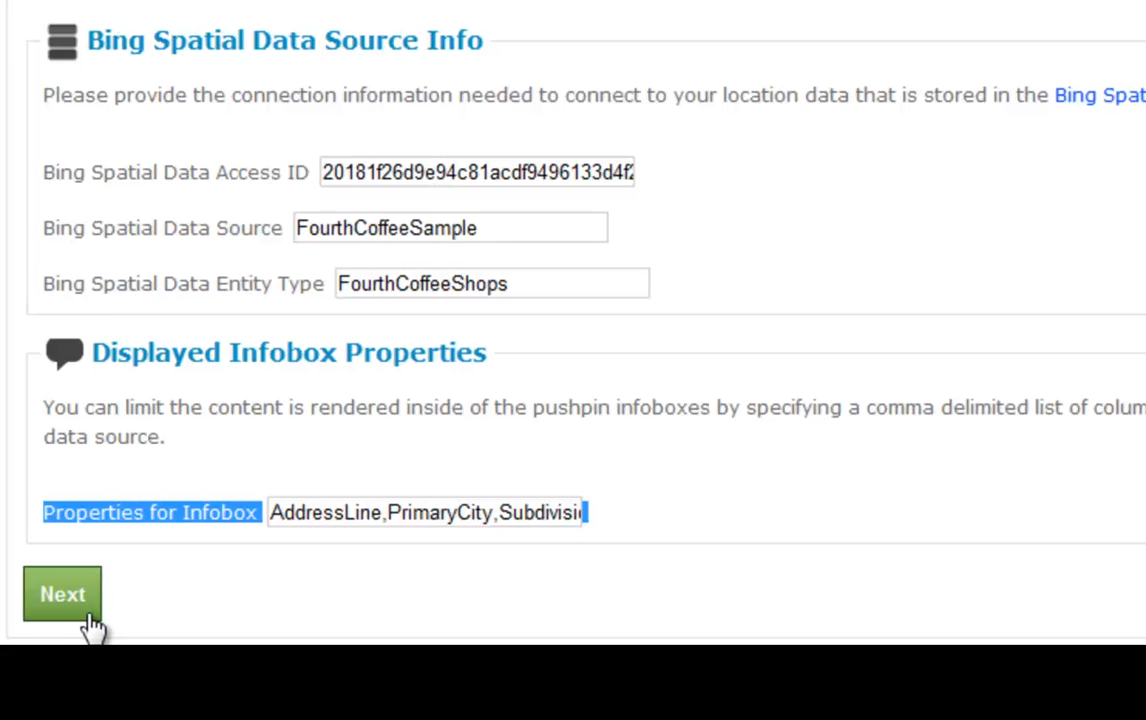 Bing Spatial Data Source Info
Please provide the connection information needed to connect to your location data that is stored in the Bing Spat
Bing Spatial Data Access ID 20181f26d9e94c81acdf9496133d4f2
Bing Spatial Data Source FourthCoffeeSample
Bing Spatial Data Entity Type FourthCoffeeShops
Displayed Infobox Properties
You can limit the content is rendered inside of the pushpin infoboxes by specifying a comma delimited list of colum
data source.
Properties for Infobox AddressLine,PrimaryCity,Subdivisi
Next